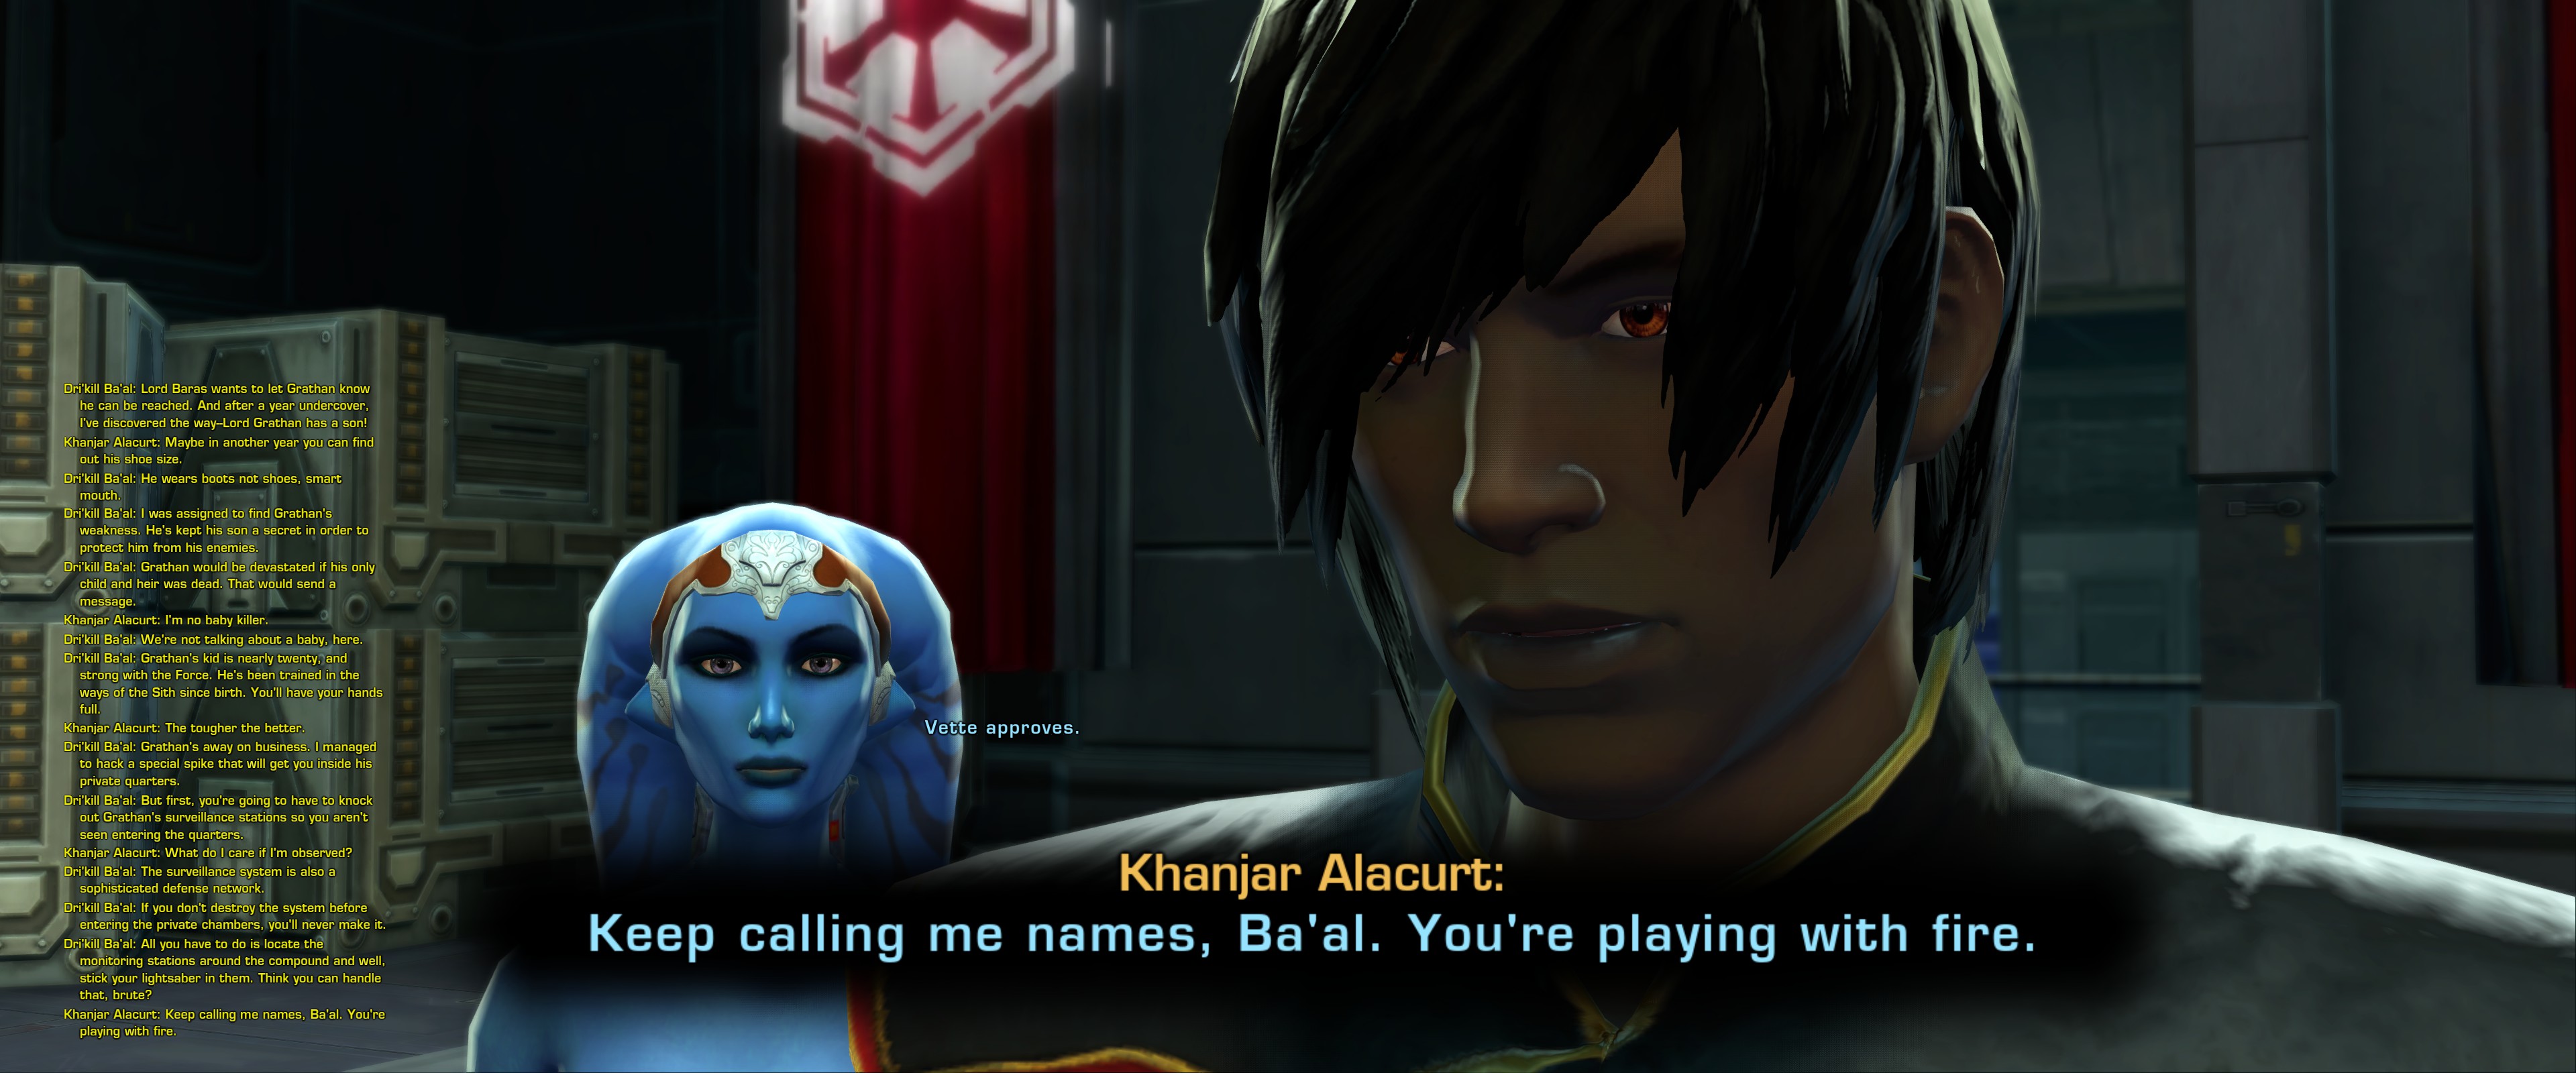 Dri'kill Ba'al: Lord Baras wants to let Grathan know
he can be reached. And after a year undercover,
I've discovered the way–Lord Grathan has a son!
Khanjar Alacurt: Maybe in another year you can find
out his shoe size.
Dri'kill Ba'al: He wears boots not shoes, smart
mouth.
Dri'kill Ba'al: I was assigned to find Grathan's
weakness. He's kept his son a secret in order to
protect him from his enemies.
Dri'kill Ba'al: Grathan would be devastated if his only
child and heir was dead. That would send a
message.
Khanjar Alacurt: I'm no baby killer.
Dri'kill Ba'al: We're not talking about a baby, here.
Dri'kill Ba'al: Grathan's kid is nearly twenty, and
strong with the Force. He's been trained in the
ways of the Sith since birth. You'll have your hands
full.
Khanjar Alacurt: The tougher the better.
Dri'kill Ba'al: Grathan's away on business. I managed
to hack a special spike that will get you inside his
private quarters.
Dri'kill Ba'al: But first, you're going to have to knock
out Grathan's surveillance stations so you aren't
seen entering the quarters.
Khanjar Alacurt: What do I care if I'm observed?
Dri'kill Ba'al: The surveillance system is also a
sophisticated defense network.
Dri'kill Ba'al: If you don't destroy the system before
entering the private chambers, you'll never make it.
Dri'kill Ba'al: All you have to do is locate the
monitoring stations around the compound and well,
stick your lightsaber in them. Think you can handle
that, brute?
Khanjar Alacurt: Keep calling me names, Ba'al. You're
playing with fire.
Vette approves.
Khanjar Alacurt:
Keep calling me names, Ba'al. You're playing with fire.